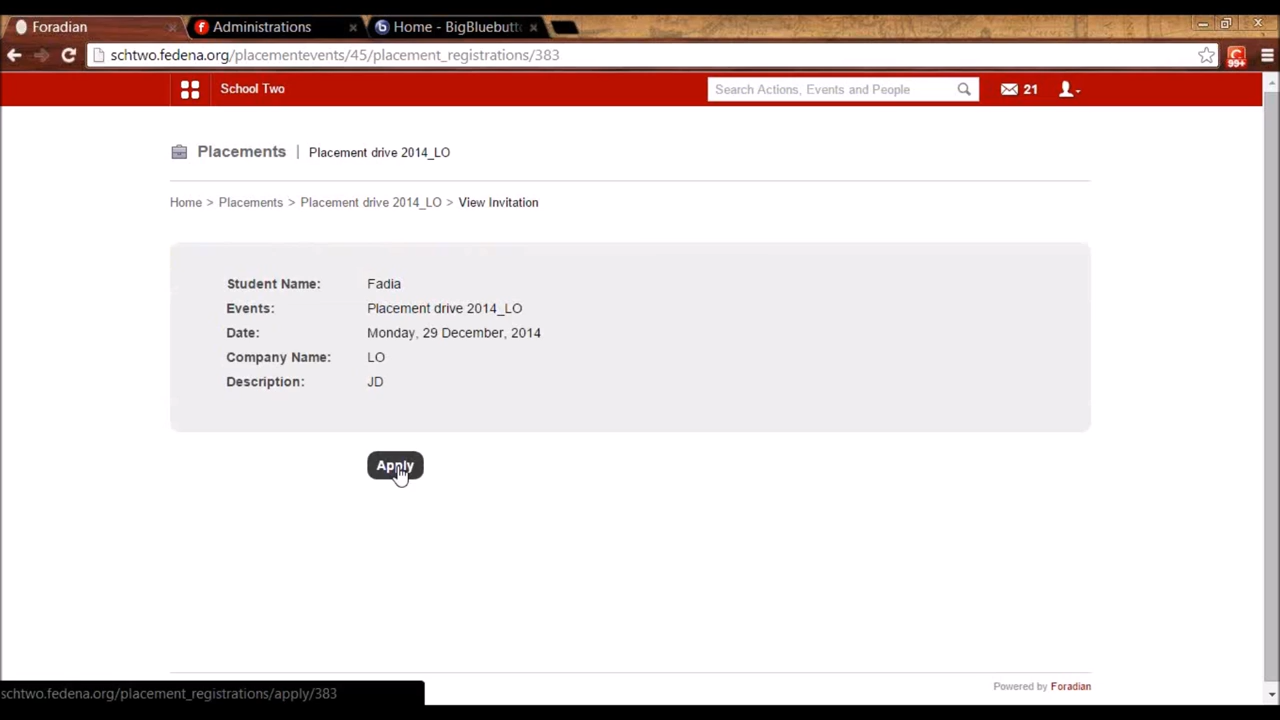 Foradian
Administrations
Home - BigBluebutt
schtwo.fedena.org/placementevents/45/placement_registrations/383
99+
School Two
Search Actions, Events and People
21
Placements | Placement drive 2014_LO
Home > Placements > Placement drive 2014_LO > View Invitation
Student Name: Fadia
Events: Placement drive 2014_LO
Date: Monday, 29 December, 2014
Company Name: LO
Description: JD
Apply
Powered by Foradian
schtwo.fedena.org/placement_registrations/apply/383